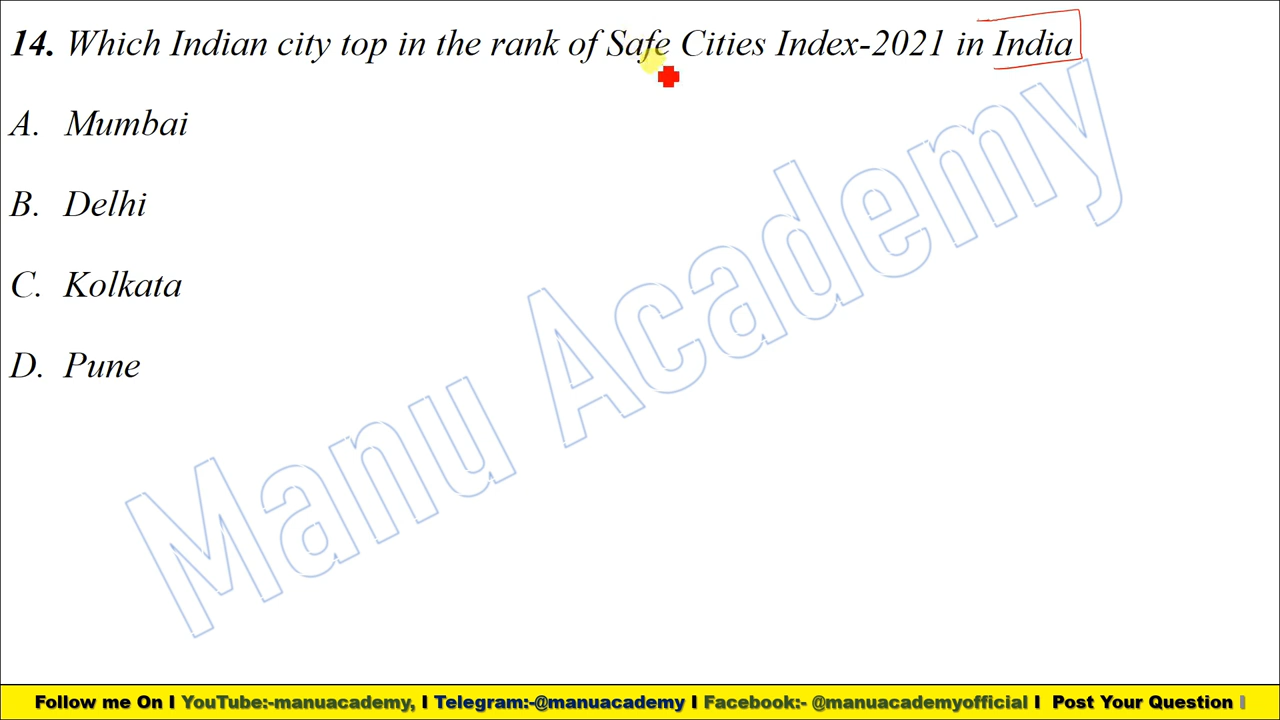 14. Which Indian city top in the rank of Safe Cities Index-2021 in India
A. Mumbai
B. Delhi
C. Kolkata
D. Pune
Manu Academy
Follow me On I YouTube:-manuacademy, I Telegram:-@manuacademy I Facebook:- @manuacademyofficial I Post Your Question I